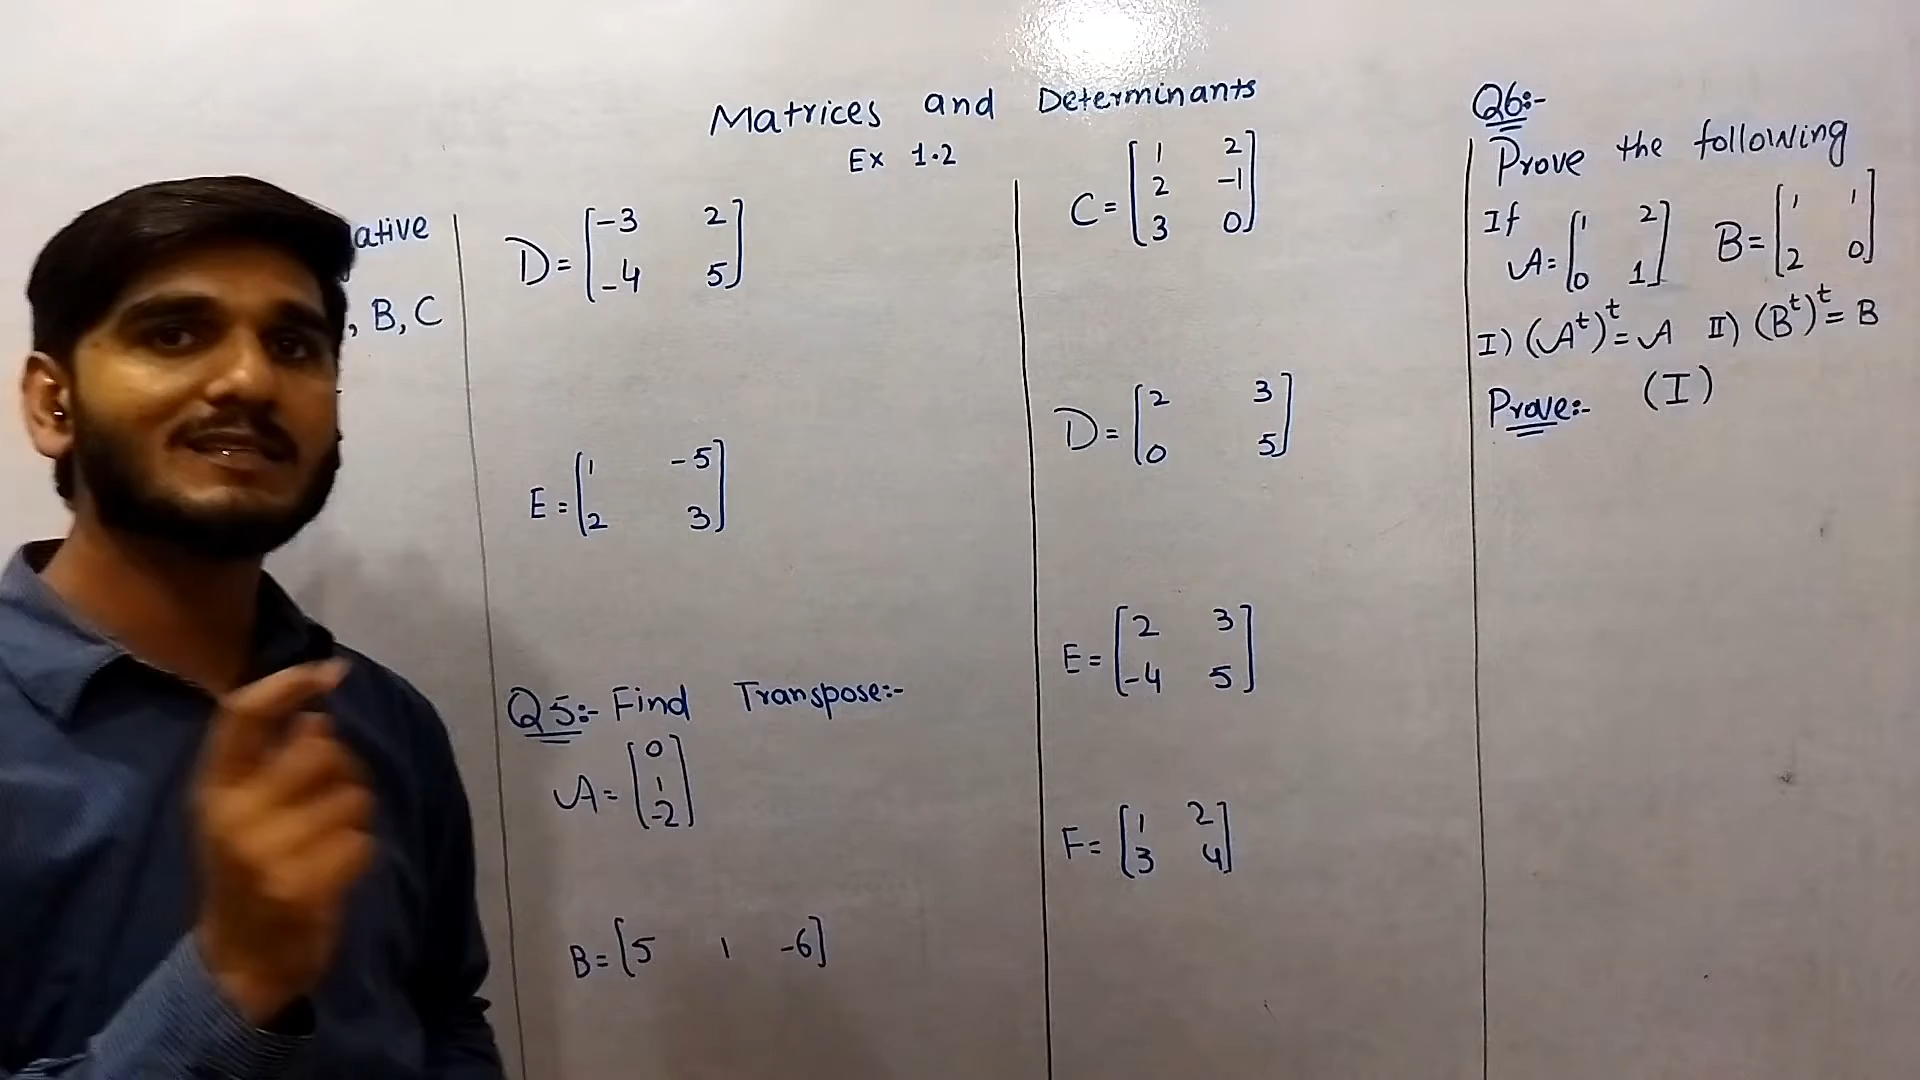 Matrices and Determinants
Ex 1.2
ative
, B, C
D = [-3 2
-4 5]
E = [1 -5
2 3]
Q5:- Find Transpose:-
A = [0
1
-2]
B = [5 1 -6]
C = [1 2
2 -1
3 0]
D = [2 3
0 5]
E = [2 3
-4 5]
F = [1 2
3 4]
Q6:-
Prove the following
If
A = [1 2
0 1] B = [1 1
2 0]
I) (A^t)^t = A II) (B^t)^t = B
Prove:- (I)